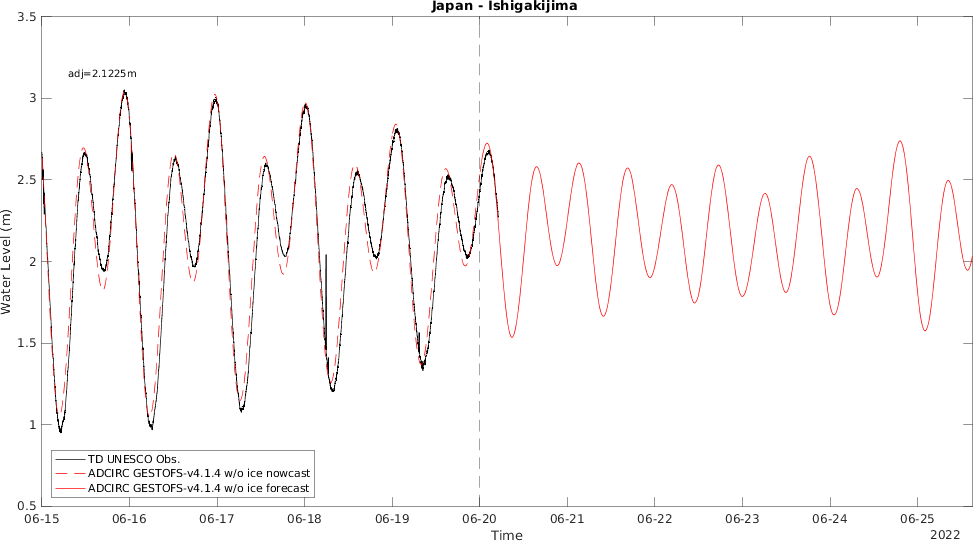 Japan - Ishigakijima
3.5
adj=2.1225m
3
2.5
2
1.5
1
0.5
Water Level (m)
TD UNESCO Obs.
ADCIRC GESTOFS-v4.1.4 w/o ice nowcast
ADCIRC GESTOFS-v4.1.4 w/o ice forecast
06-15 06-16 06-17 06-18 06-19 06-20 06-21 06-22 06-23 06-24 06-25
Time
2022